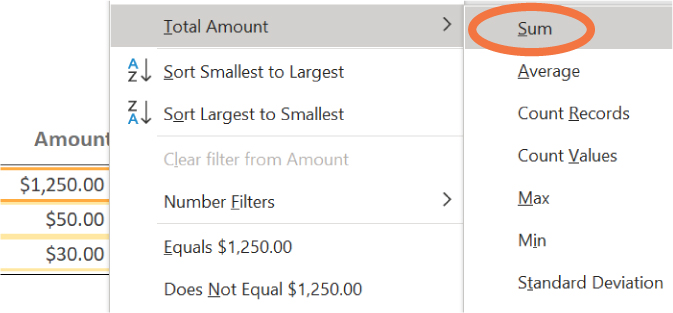 Amount
$1,250.00
$50.00
$30.00
Total Amount
Sort Smallest to Largest
Sort Largest to Smallest
Clear filter from Amount
Number Filters
Equals $1,250.00
Does Not Equal $1,250.00
Sum
Average
Count Records
Count Values
Max
Min
Standard Deviation